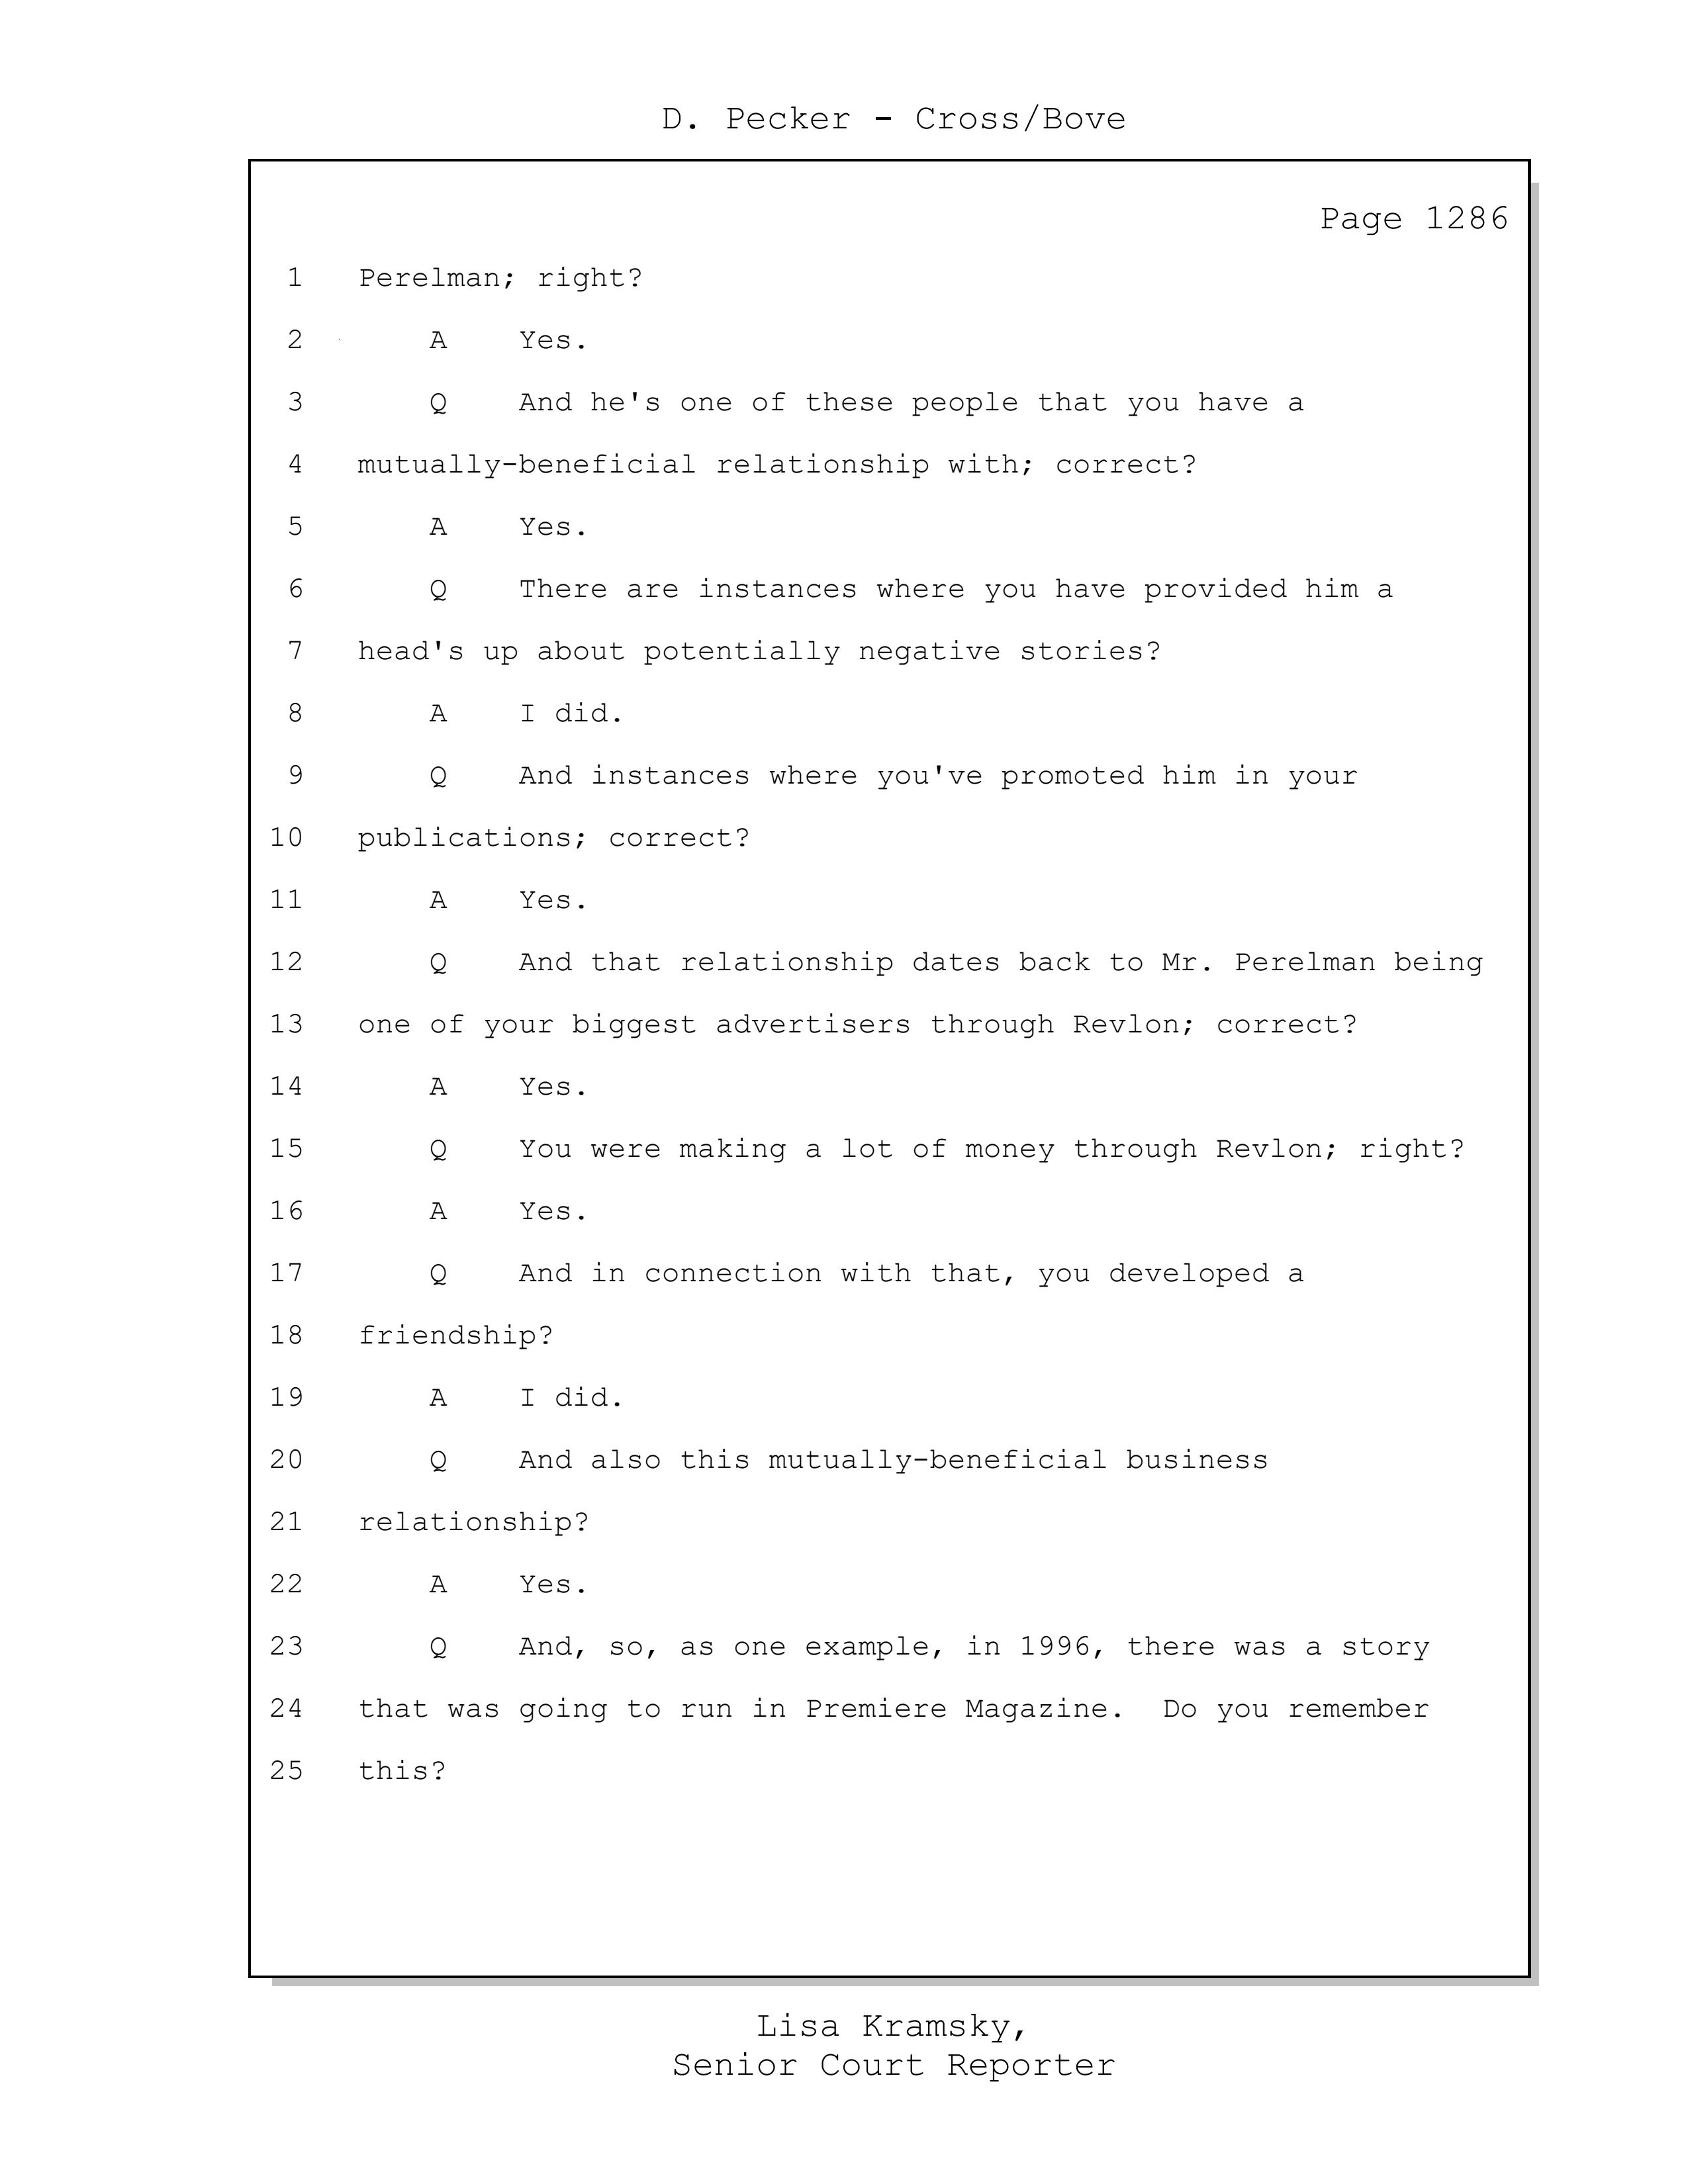 D. Pecker - Cross/Bove
Page 1286
1 Perelman; right?
2 A Yes.
3 Q And he's one of these people that you have a
4 mutually-beneficial relationship with; correct?
5 A Yes.
6 Q There are instances where you have provided him a
7 head's up about potentially negative stories?
8 A I did.
9 Q And instances where you've promoted him in your
10 publications; correct?
11 A Yes.
12 Q And that relationship dates back to Mr. Perelman being
13 one of your biggest advertisers through Revlon; correct?
14 A Yes.
15 Q You were making a lot of money through Revlon; right?
16 A Yes.
17 Q And in connection with that, you developed a
18 friendship?
19 A I did.
20 Q And also this mutually-beneficial business
21 relationship?
22 A Yes.
23 Q And, so, as one example, in 1996, there was a story
24 that was going to run in Premiere Magazine.  Do you remember
25 this?
Lisa Kramsky,
Senior Court Reporter